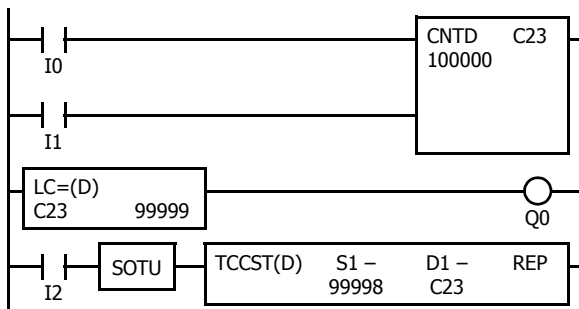 CNTD C23
100000
I0
I1
LC=(D)
C23 99999
Q0
SOTU
TCCST(D) S1 – D1 – REP
99998 C23
I2